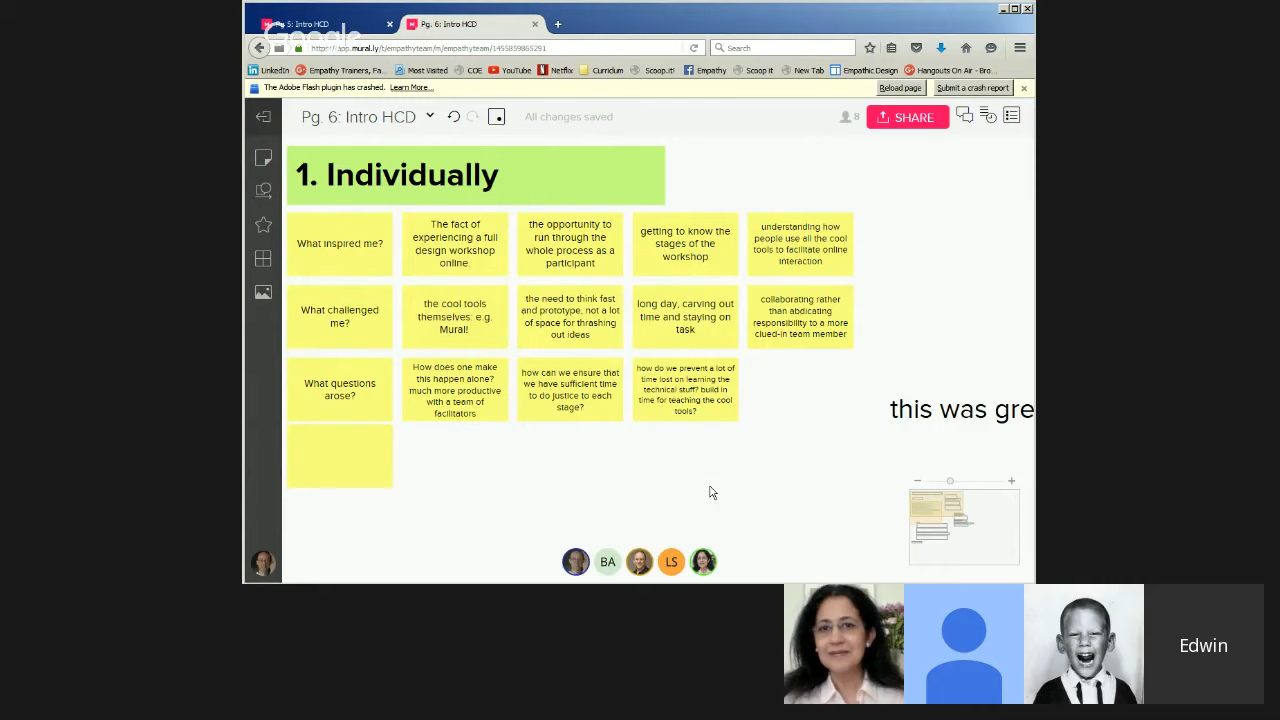 Pg 5: Intro HCD
Pg. 6: Intro HCD
Google
https://app.mural.ly/t/empathyteam/m/empathyteam/1455859865291
Search
LinkedIn
Empathy Trainers, Fa...
Most Visited
COE
YouTube
Netflix
Curriclum
Scoop.it!
Empathy
Scoop it
New Tab
Empathic Design
Hangouts On Air - Bro...
The Adobe Flash plugin has crashed. Learn More...
Reload page
Submit a crash report
Pg. 6: Intro HCD
All changes saved
8
SHARE
1. Individually
What inspired me?
The fact of
experiencing a full
design workshop
online.
the opportunity to
run through the
whole process as a
participant
getting to know the
stages of the
workshop
understanding how
people use all the cool
tools to facilitate online
interaction
What challenged
me?
the cool tools
themselves: e.g.
Mural!
the need to think fast
and prototype, not a lot
of space for thrashing
out ideas
long day, carving out
time and staying on
task
collaborating rather
than abdicating
responsibility to a more
clued-in team member
What questions
arose?
How does one make
this happen alone?
much more productive
with a team of
facilitators
how can we ensure that
we have sufficient time
to do justice to each
stage?
how do we prevent a lot of
time lost on learning the
technical stuff? build in
time for teaching the cool
tools?
this was gre
BA
LS
Edwin